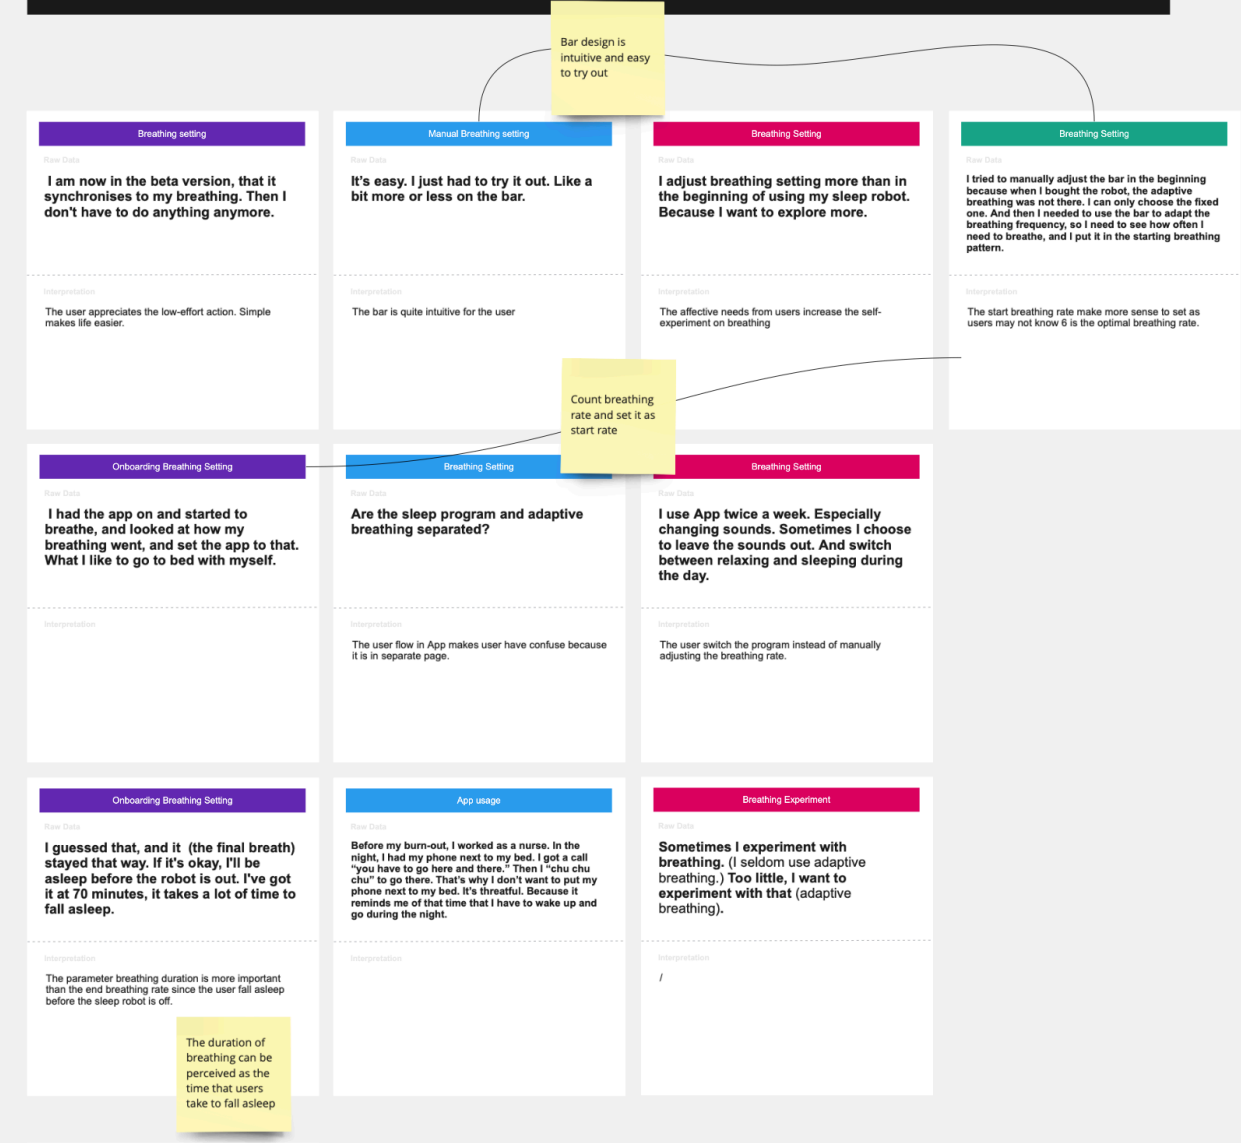 Bar design is
intuitive and easy
to try out
Breathing setting
Raw Data
I am now in the beta version, that it
synchronises to my breathing. Then I
don't have to do anything anymore.
Interpretation
The user appreciates the low-effort action. Simple
makes life easier.
Manual Breathing setting
Raw Data
It's easy. I just had to try it out. Like a
bit more or less on the bar.
Interpretation
The bar is quite intuitive for the user
Breathing Setting
Raw Data
I adjust breathing setting more than in
the beginning of using my sleep robot.
Because I want to explore more.
Interpretation
The affective needs from users increase the self-
experiment on breathing
Breathing Setting
Raw Data
I tried to manually adjust the bar in the beginning
because when I bought the robot, the adaptive
breathing was not there. I can only choose the fixed
one. And then I needed to use the bar to adapt the
breathing frequency, so I need to see how often I
need to breathe, and I put it in the starting breathing
pattern.
Interpretation
The start breathing rate make more sense to set as
users may not know 6 is the optimal breathing rate.
Count breathing
rate and set it as
start rate
Onboarding Breathing Setting
Raw Data
I had the app on and started to
breathe, and looked at how my
breathing went, and set the app to that.
What I like to go to bed with myself.
Interpretation
Breathing Setting
Raw Data
Are the sleep program and adaptive
breathing separated?
Interpretation
The user flow in App makes user have confuse because
it is in separate page.
Breathing Setting
Raw Data
I use App twice a week. Especially
changing sounds. Sometimes I choose
to leave the sounds out. And switch
between relaxing and sleeping during
the day.
Interpretation
The user switch the program instead of manually
adjusting the breathing rate.
Onboarding Breathing Setting
Raw Data
I guessed that, and it (the final breath)
stayed that way. If it's okay, I'll be
asleep before the robot is out. I've got
it at 70 minutes, it takes a lot of time to
fall asleep.
Interpretation
The parameter breathing duration is more important
than the end breathing rate since the user fall asleep
before the sleep robot is off.
The duration of
breathing can be
perceived as the
time that users
take to fall asleep
App usage
Raw Data
Before my burn-out, I worked as a nurse. In the
night, I had my phone next to my bed. I got a call
“you have to go here and there.” Then I “chu chu
chu” to go there. That's why I don't want to put my
phone next to my bed. It's threatful. Because it
reminds me of that time that I have to wake up and
go during the night.
Interpretation
Breathing Experiment
Raw Data
Sometimes I experiment with
breathing. (I seldom use adaptive
breathing.) Too little, I want to
experiment with that (adaptive
breathing).
Interpretation
/